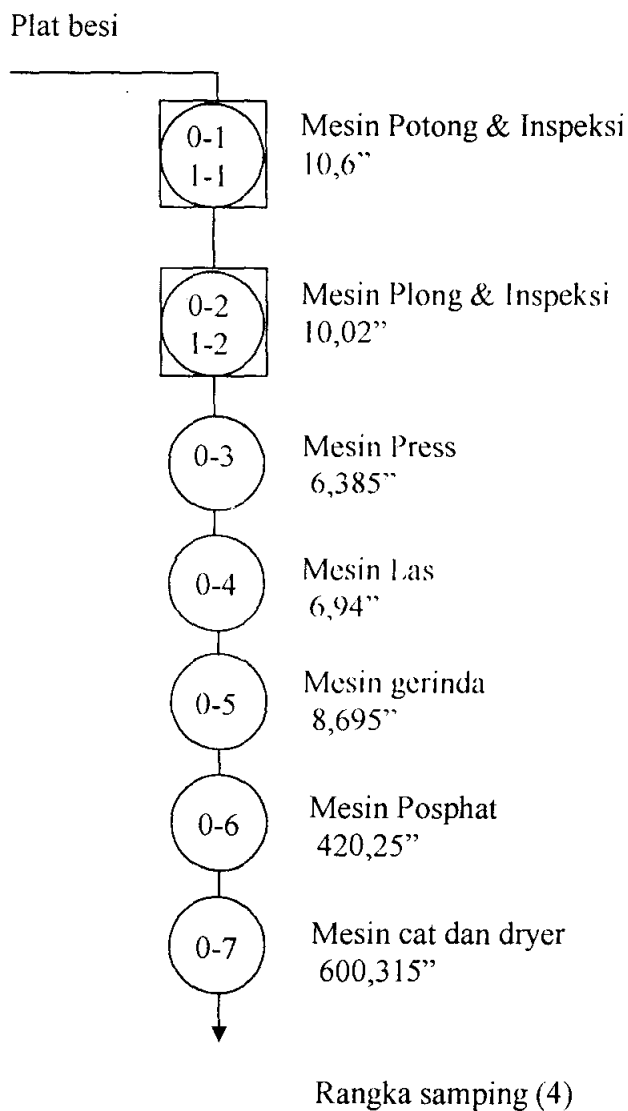 Plat besi
0-1
1-1
Mesin Potong & Inspeksi
10,6”
0-2
1-2
Mesin Plong & Inspeksi
10,02”
0-3
Mesin Press
6,385”
0-4
Mesin Las
6,94”
0-5
Mesin gerinda
8,695”
0-6
Mesin Posphat
420,25”
0-7
Mesin cat dan dryer
600,315”
Rangka samping (4)